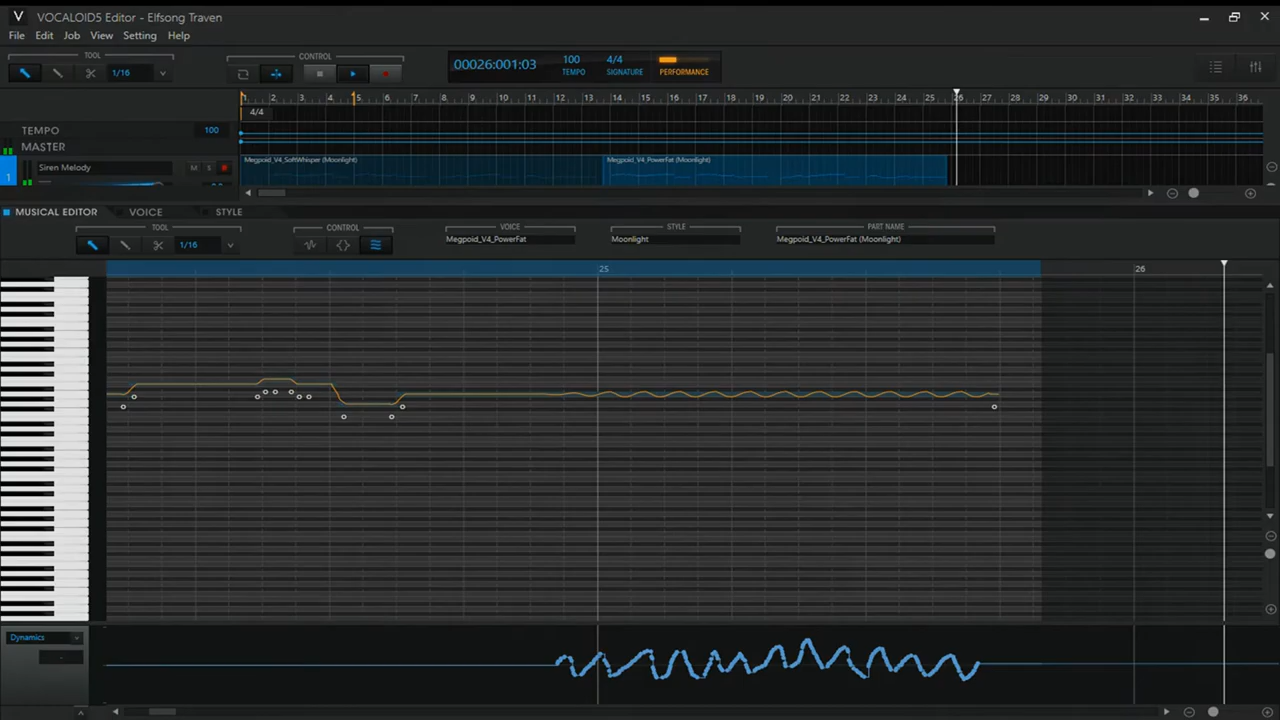 VOCALOID5 Editor - Elfsong Traven
File Edit Job View Setting Help
TOOL CONTROL
1/16
00026:001:03 100 TEMPO 4/4 SIGNATURE PERFORMANCE
1 2 3 4 5 6 7 8 9 10 11 12 13 14 15 16 17 18 19 20 21 22 23 24 25 26 27 28 29 30 31 32 33 34 35 36
4/4
TEMPO 100
MASTER
1 Siren Melody M S
Megpoid_V4_SoftWhisper (Moonlight) Megpoid_V4_PowerFat (Moonlight)
MUSICAL EDITOR VOICE STYLE
TOOL CONTROL VOICE STYLE PART NAME
1/16 Megpoid_V4_PowerFat Moonlight Megpoid_V4_PowerFat (Moonlight)
25 26
Dynamics